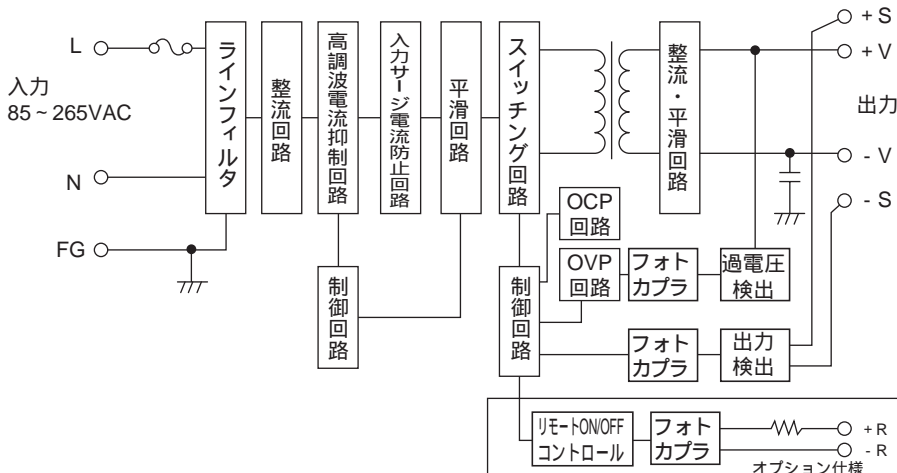 L
入力
85~265VAC
N
FG
ラインフィルタ
整流回路
高調波電流抑制回路
入力サージ電流防止回路
平滑回路
スイッチング回路
整流・平滑回路
+S
+V
出力
-V
-S
制御回路
制御回路
OCP
回路
OVP
回路
フォト
カプラ
過電圧
検出
フォト
カプラ
出力
検出
リモートON/OFF
コントロール
フォト
カプラ
+R
-R
オプション仕様